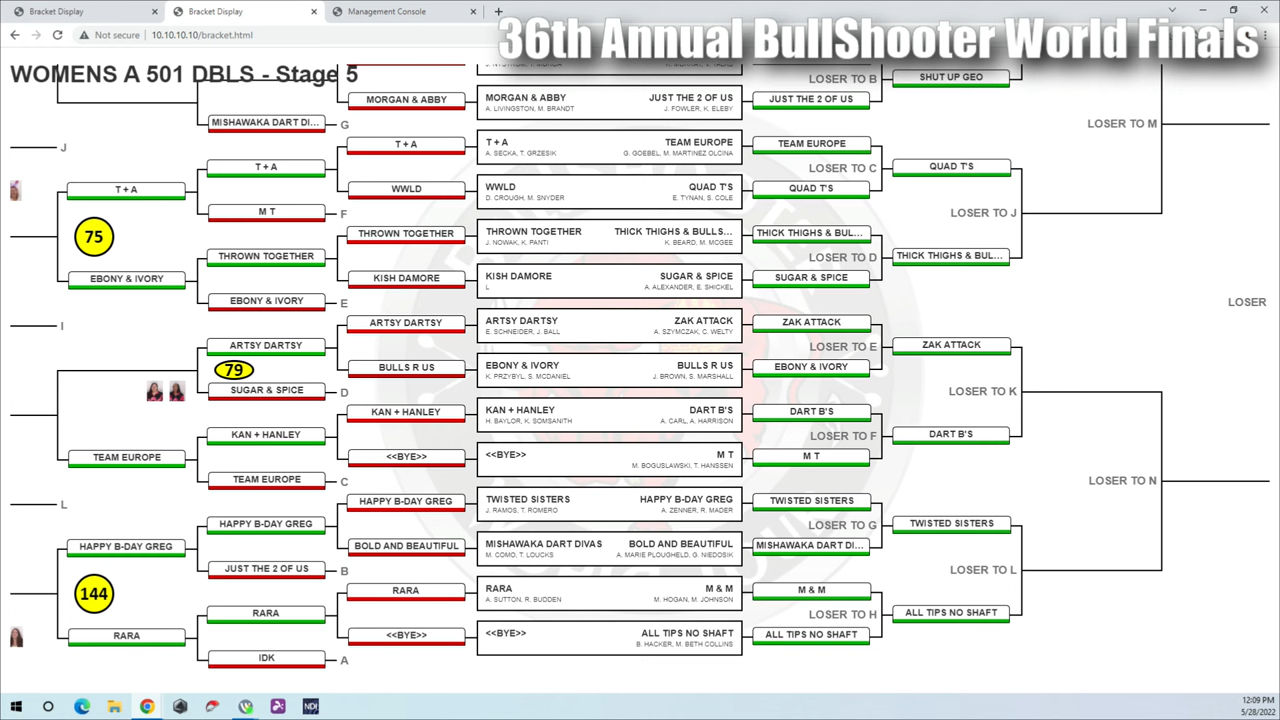 Bracket Display
Bracket Display
Management Console
Not secure
10.10.10.10/bracket.html
36th Annual BullShooter World Finals
WOMENS A 501 DBLS - Stage 5
J
I
L
T + A
75
EBONY & IVORY
TEAM EUROPE
HAPPY B-DAY GREG
144
RARA
MISHAWAKA DART DI...
G
T + A
M T
F
THROWN TOGETHER
EBONY & IVORY
E
ARTSY DARTSY
79
SUGAR & SPICE
D
KAN + HANLEY
TEAM EUROPE
C
HAPPY B-DAY GREG
JUST THE 2 OF US
B
RARA
IDK
A
MORGAN & ABBY
T + A
WWLD
THROWN TOGETHER
KISH DAMORE
ARTSY DARTSY
BULLS R US
KAN + HANLEY
<<BYE>>
HAPPY B-DAY GREG
BOLD AND BEAUTIFUL
RARA
<<BYE>>
MORGAN & ABBY JUST THE 2 OF US
A. LIVINGSTON, M. BRANDT J. FOWLER, K. ELEBY
T + A TEAM EUROPE
A. SECKA, T. GRZESIK G. GOEBEL, M. MARTINEZ OLCINA
WWLD QUAD T'S
D. CROUGH, M. SNYDER E. TYNAN, S. COLE
THROWN TOGETHER THICK THIGHS & BULLS...
J. NOWAK, K. PANTI K. BEARD, M. MCGEE
KISH DAMORE SUGAR & SPICE
L A. ALEXANDER, E. SHICKEL
ARTSY DARTSY ZAK ATTACK
E. SCHNEIDER, J. BALL A. SZYMCZAK, C. WELTY
EBONY & IVORY BULLS R US
K. PRZYBYL, S. MCDANIEL J. BROWN, S. MARSHALL
KAN + HANLEY DART B'S
H. BAYLOR, K. SOMSANITH A. CARL, A. HARRISON
<<BYE>> M T
M. BOGUSLAWSKI, T. HANSSEN
TWISTED SISTERS HAPPY B-DAY GREG
J. RAMOS, T. ROMERO A. ZENNER, R. MADER
MISHAWAKA DART DIVAS BOLD AND BEAUTIFUL
M. COMO, T. LOUCKS A. MARIE PLOUGHELD, G. NIEDOSIK
RARA M & M
A. SUTTON, R. BUDDEN M. HOGAN, M. JOHNSON
<<BYE>> ALL TIPS NO SHAFT
B. HACKER, M. BETH COLLINS
LOSER TO B
JUST THE 2 OF US
TEAM EUROPE
LOSER TO C
QUAD T'S
THICK THIGHS & BUL...
LOSER TO D
SUGAR & SPICE
ZAK ATTACK
LOSER TO E
EBONY & IVORY
DART B'S
LOSER TO F
M T
TWISTED SISTERS
LOSER TO G
MISHAWAKA DART DI...
M & M
LOSER TO H
ALL TIPS NO SHAFT
SHUT UP GEO
QUAD T'S
LOSER TO J
THICK THIGHS & BUL...
ZAK ATTACK
LOSER TO K
DART B'S
TWISTED SISTERS
LOSER TO L
ALL TIPS NO SHAFT
LOSER TO M
LOSER TO N
LOSER
NDI
12:09 PM
5/28/2022